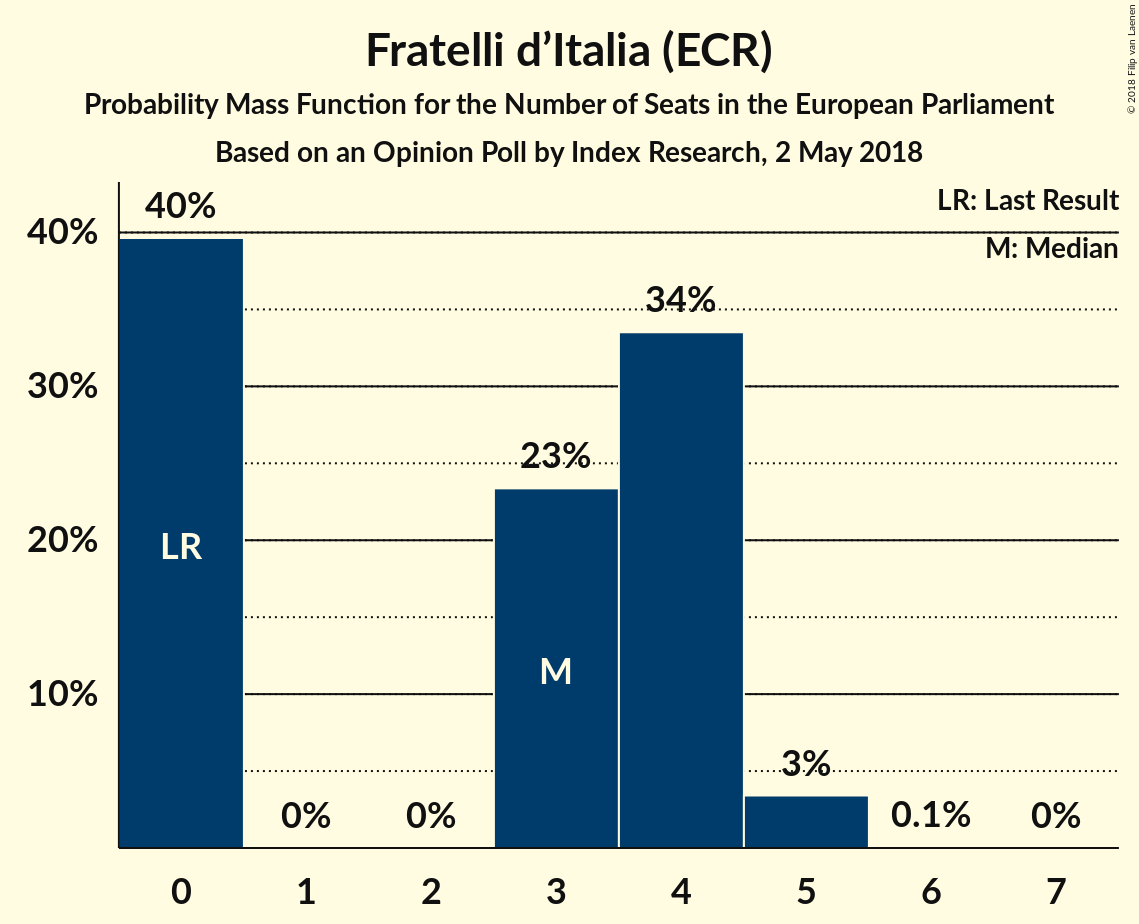 Fratelli d’Italia (ECR)
Probability Mass Function for the Number of Seats in the European Parliament
Based on an Opinion Poll by Index Research, 2 May 2018
© 2018 Filip van Laenen
LR: Last Result
M: Median
40%
30%
20%
10%
40%
0%
0%
23%
34%
3%
0.1%
0%
LR
M
0 1 2 3 4 5 6 7